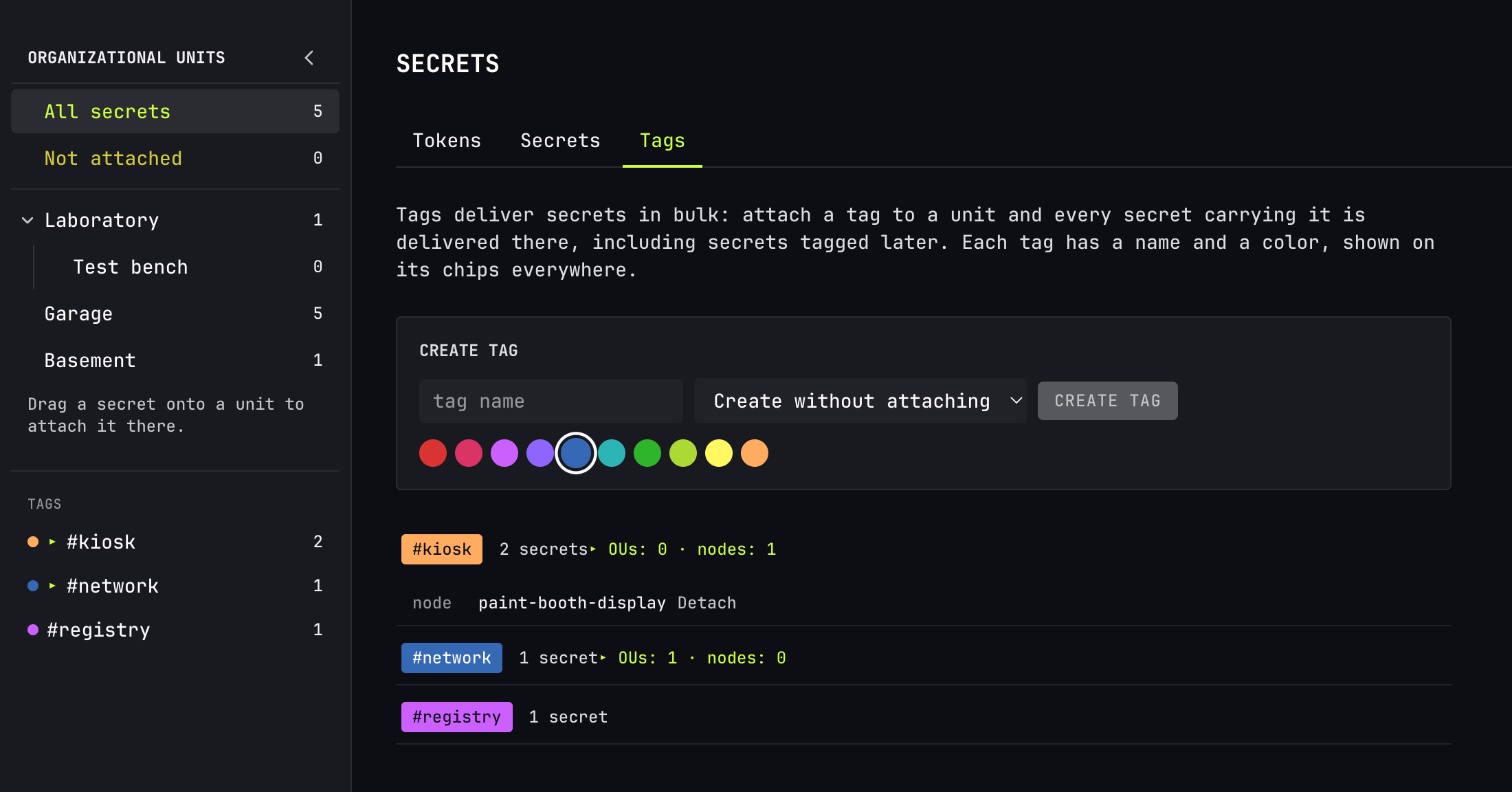 ORGANIZATIONAL UNITS
All secrets 5
Not attached 0
Laboratory 1
Test bench 0
Garage 5
Basement 1
Drag a secret onto a unit to
attach it there.
TAGS
#kiosk 2
#network 1
#registry 1
SECRETS
Tokens Secrets Tags
Tags deliver secrets in bulk: attach a tag to a unit and every secret carrying it is
delivered there, including secrets tagged later. Each tag has a name and a color, shown on
its chips everywhere.
CREATE TAG
tag name Create without attaching CREATE TAG
#kiosk 2 secrets▸ OUs: 0 · nodes: 1
node paint-booth-display Detach
#network 1 secret▸ OUs: 1 · nodes: 0
#registry 1 secret